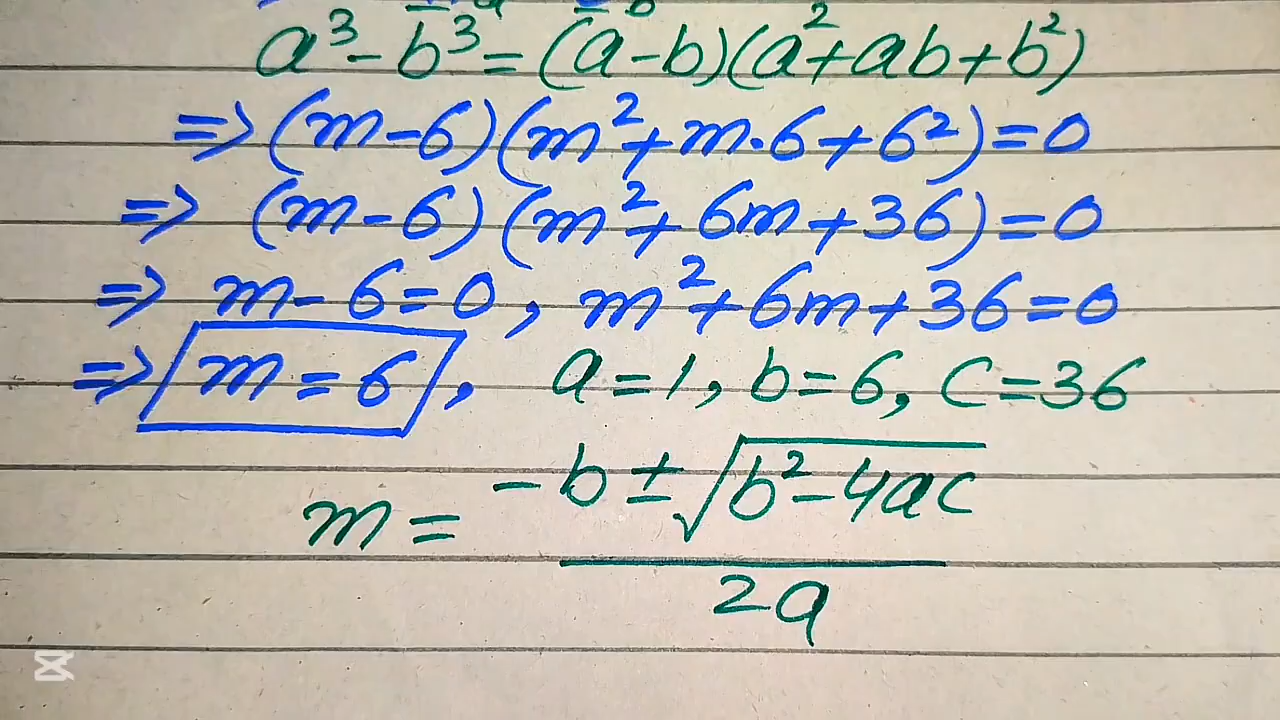 a³-b³=(a-b)(a²+ab+b²)
⇒(m-6)(m²+m·6+6²)=0
⇒ (m-6)(m²+6m+36)=0
⇒ m-6=0, m²+6m+36=0
⇒ m=6, a=1, b=6, c=36
m = -b±√b²-4ac
2a